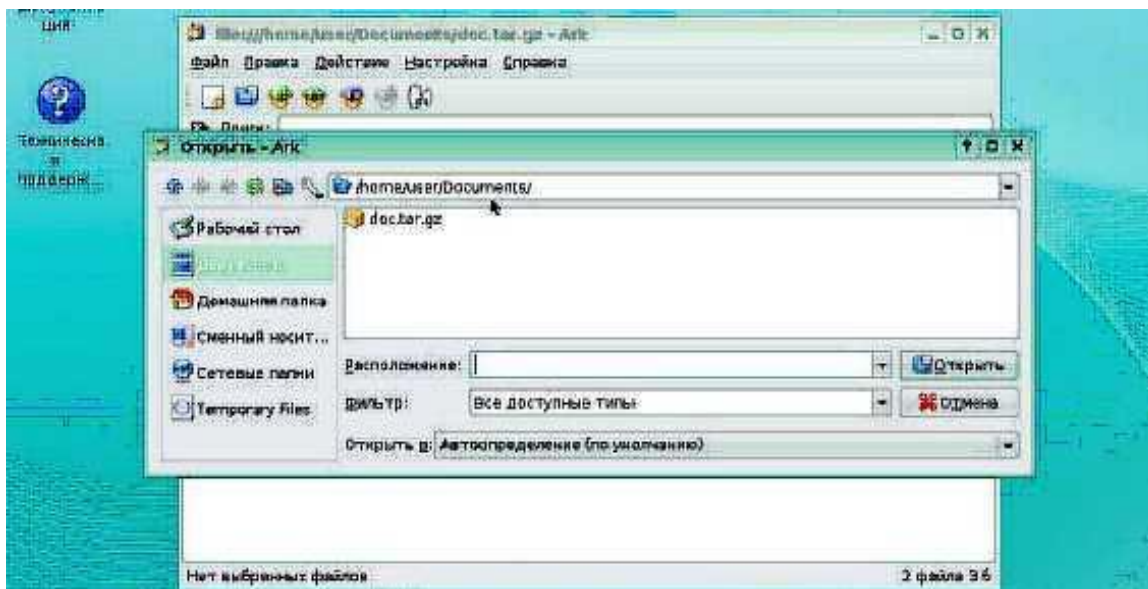 ция
file:///home/user/Documents/doc.tar.gz - Ark
Файл Правка Действие Настройка Справка
Поиск:
Техническа
я
поддерж...
Открыть - Ark
/home/user/Documents/
Рабочий стол
doc.tar.gz
Домашняя папка
Сменный носит...
Сетевые папки
Temporary Files
Расположение:
Открыть
Фильтр: Все доступные типы
Отмена
Открыть в: Автоопределение (по умолчанию)
Нет выбранных файлов
2 файла 3 б